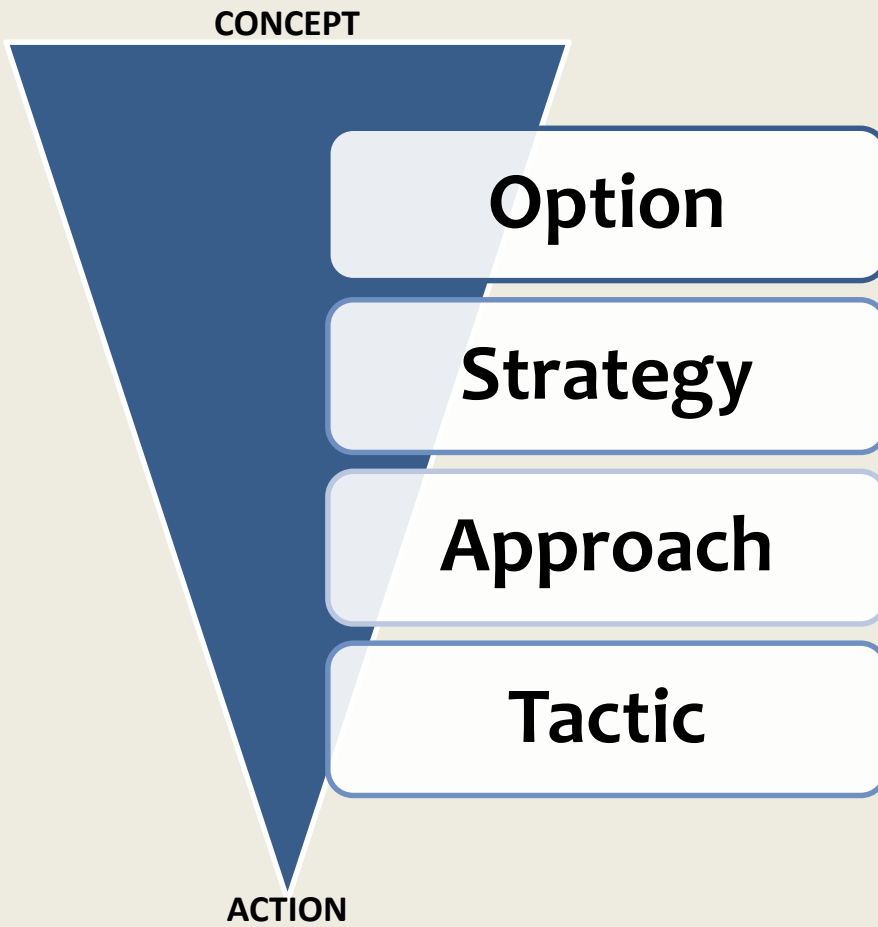 CONCEPT
Option
Strategy
Approach
Tactic
ACTION